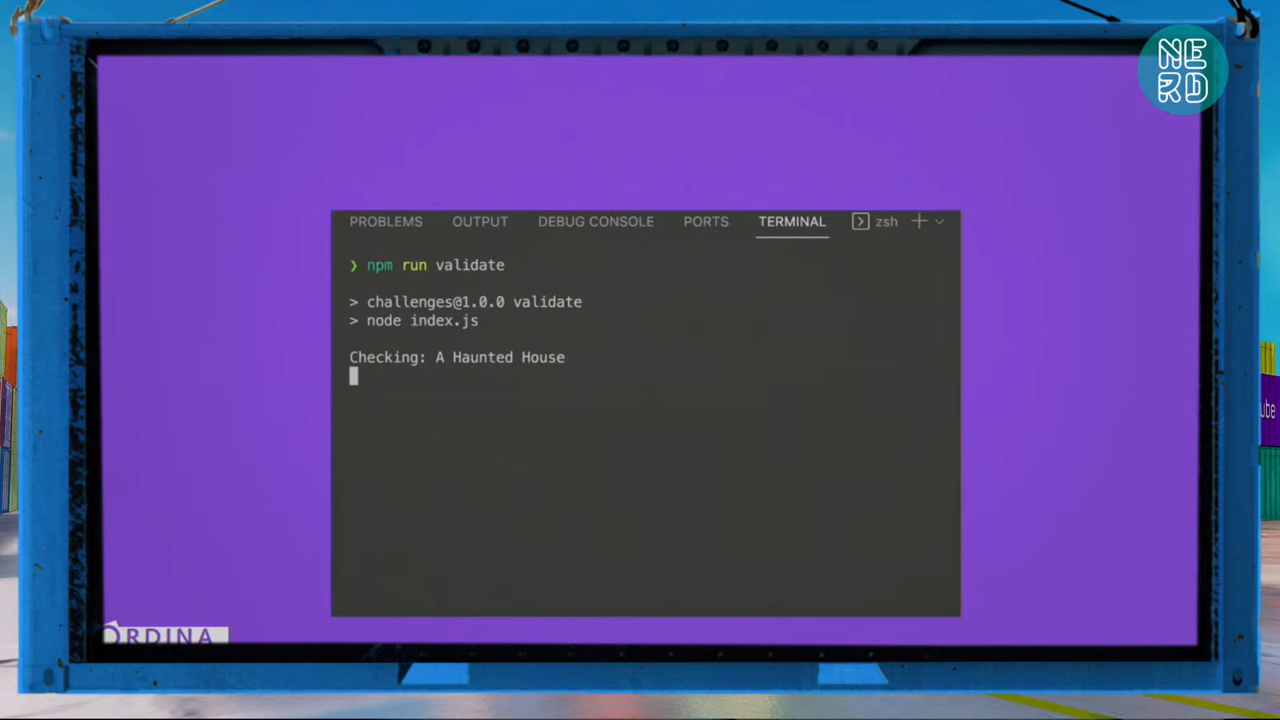 NE
RD
PROBLEMS OUTPUT DEBUG CONSOLE PORTS TERMINAL zsh
❯ npm run validate
> challenges@1.0.0 validate
> node index.js
Checking: A Haunted House
ube
ORDINA